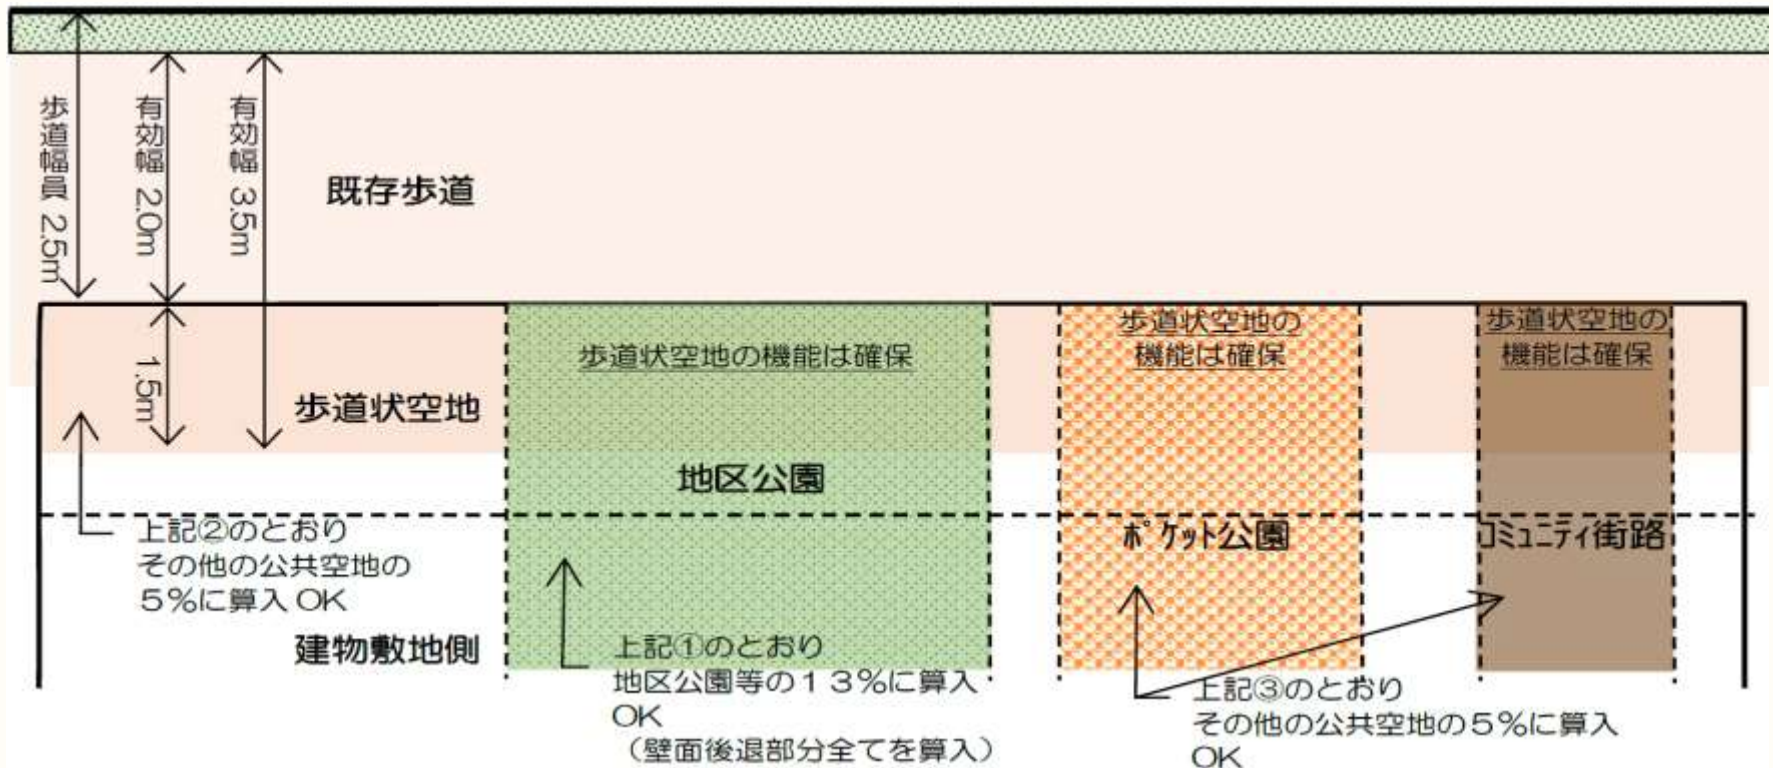 歩道幅員 2.5m
有効幅 2.0m
有効幅 3.5m
既存歩道
1.5m
歩道状空地
歩道状空地の機能は確保
歩道状空地の
機能は確保
歩道状空地の
機能は確保
地区公園
ポケット公園
コミュニティ街路
上記②のとおり
その他の公共空地の
5%に算入 OK
建物敷地側
上記①のとおり
地区公園等の13%に算入
OK
(壁面後退部分全てを算入)
上記③のとおり
その他の公共空地の5%に算入
OK